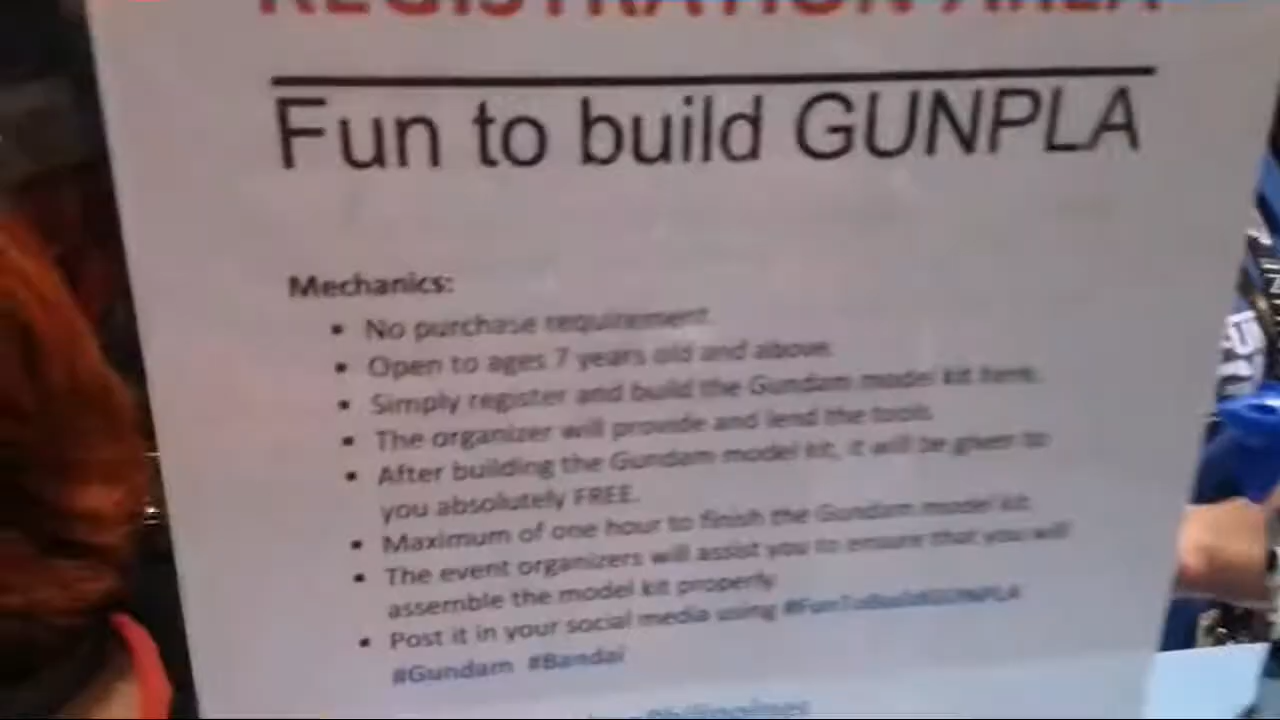 REGISTRATION AREA
Fun to build GUNPLA
Mechanics:
• No purchase requirement.
• Open to ages 7 years old and above.
• Simply register and build the Gundam model kit here.
• The organizer will provide and lend the tools.
• After building the Gundam model kit, it will be given to
you absolutely FREE.
• Maximum of one hour to finish the Gundam model kit.
• The event organizers will assist you to ensure that you will
assemble the model kit properly.
• Post it in your social media using #FunToBuildGUNPLA
#Gundam #Bandai